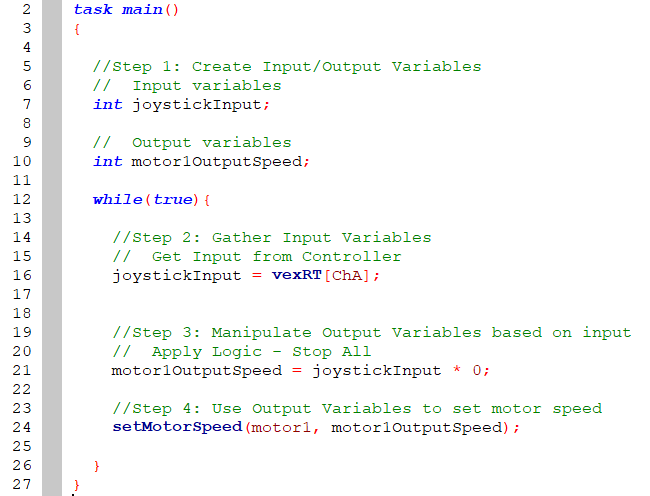 2 task main()
3 {
4
5 //Step 1: Create Input/Output Variables
6 //  Input variables
7 int joystickInput;
8
9 //  Output variables
10 int motor1OutputSpeed;
11
12 while(true){
13
14 //Step 2: Gather Input Variables
15 //  Get Input from Controller
16 joystickInput = vexRT[ChA];
17
18
19 //Step 3: Manipulate Output Variables based on input
20 //  Apply Logic - Stop All
21 motor1OutputSpeed = joystickInput * 0;
22
23 //Step 4: Use Output Variables to set motor speed
24 setMotorSpeed(motor1, motor1OutputSpeed);
25
26 }
27 }